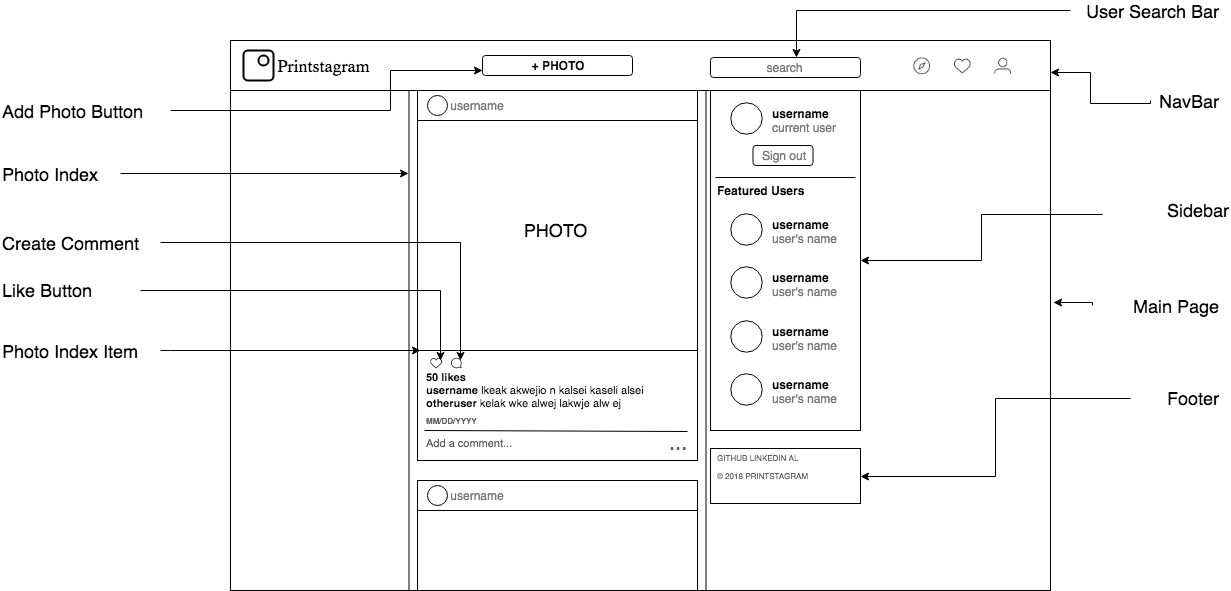 User Search Bar
Printstagram
+ PHOTO
search
Add Photo Button
NavBar
username
username
current user
Sign out
Photo Index
Featured Users
Sidebar
PHOTO
username
user's name
Create Comment
username
user's name
Like Button
Main Page
username
user's name
Photo Index Item
50 likes
username lkeak akwejio n kalsei kaseli alsei
otheruser kelak wke alwej lakwje alw ej
username
user's name
Footer
MM/DD/YYYY
Add a comment...
...
GITHUB LINKEDIN AL
© 2018 PRINTSTAGRAM
username